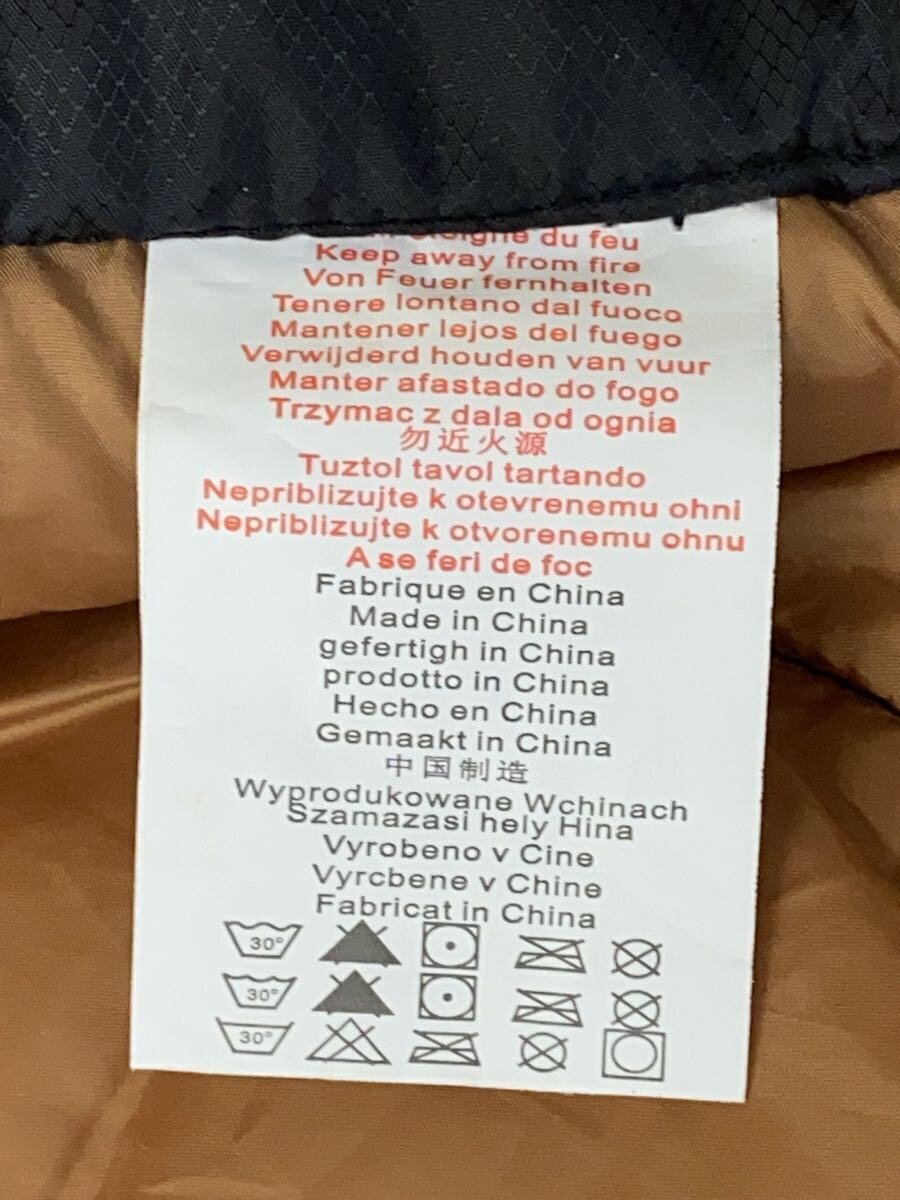 du feu
Keep away from fire
Von Feuer fernhalten
Tenere lontano dal fuoco
Mantener lejos del fuego
Verwijderd houden van vuur
Manter afastado do fogo
Trzymac z dala od ognia
勿近火源
Tuztol tavol tartando
Nepriblizujte k otevrenemu ohni
Nepriblizujte k otvorenemu ohnu
A se feri de foc
Fabrique en China
Made in China
gefertigh in China
prodotto in China
Hecho en China
Gemaakt in China
中国制造
Wyprodukowane Wchinach
Szamazasi hely Hina
Vyrobeno v Cine
Vyrcbene v Chine
Fabricat in China
30°
30°
30°